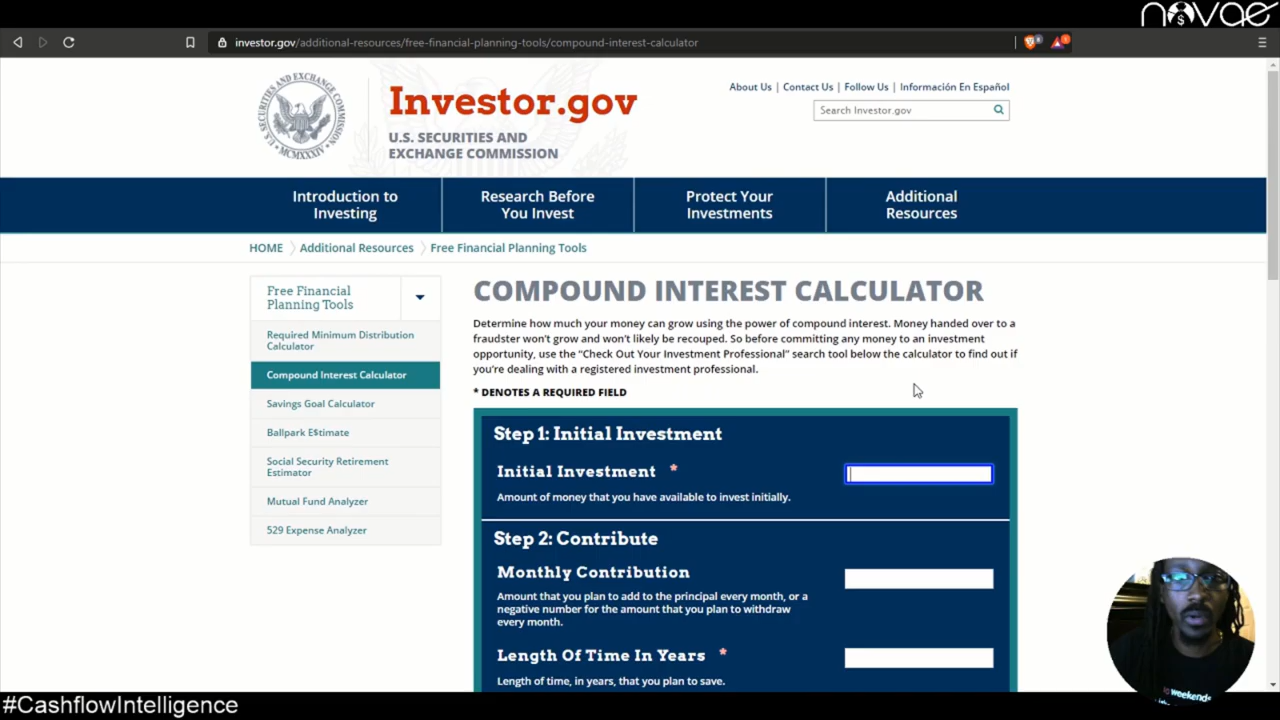 novae
investor.gov/additional-resources/free-financial-planning-tools/compound-interest-calculator
Investor.gov
U.S. SECURITIES AND
EXCHANGE COMMISSION
About Us | Contact Us | Follow Us | Información En Español
Search Investor.gov
SECURITIES AND EXCHANGE COMMISSION
MCMXXXIV
Introduction to
Investing
Research Before
You Invest
Protect Your
Investments
Additional
Resources
HOME
Additional Resources
Free Financial Planning Tools
Free Financial
Planning Tools
Required Minimum Distribution
Calculator
Compound Interest Calculator
Savings Goal Calculator
Ballpark E$timate
Social Security Retirement
Estimator
Mutual Fund Analyzer
529 Expense Analyzer
COMPOUND INTEREST CALCULATOR
Determine how much your money can grow using the power of compound interest. Money handed over to a
fraudster won't grow and won't likely be recouped. So before committing any money to an investment
opportunity, use the "Check Out Your Investment Professional" search tool below the calculator to find out if
you're dealing with a registered investment professional.
* DENOTES A REQUIRED FIELD
Step 1: Initial Investment
Initial Investment *
Amount of money that you have available to invest initially.
Step 2: Contribute
Monthly Contribution
Amount that you plan to add to the principal every month, or a
negative number for the amount that you plan to withdraw
every month.
Length Of Time In Years *
Length of time, in years, that you plan to save.
#CashflowIntelligence